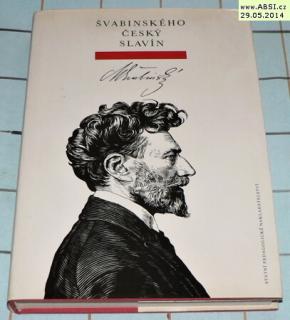 www.ABSI.cz
29.05.2014
ŠVABINSKÉHO
ČESKÝ
SLAVÍN
STÁTNÍ PEDAGOGICKÉ NAKLADATELSTVÍ